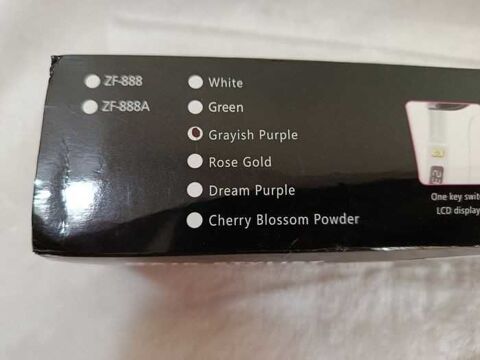 ZF-888
ZF-888A
White
Green
Grayish Purple
Rose Gold
Dream Purple
Cherry Blossom Powder
One key swit
LCD display